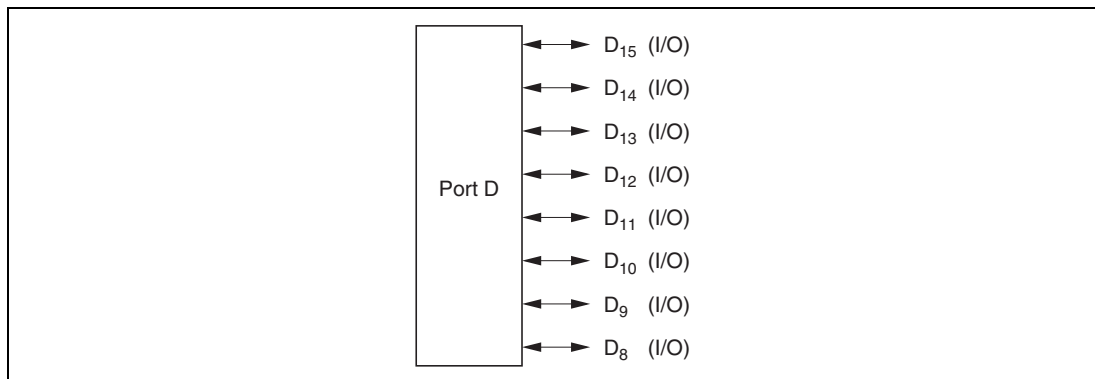 D15 (I/O)
D14 (I/O)
D13 (I/O)
D12 (I/O)
Port D
D11 (I/O)
D10 (I/O)
D9 (I/O)
D8 (I/O)